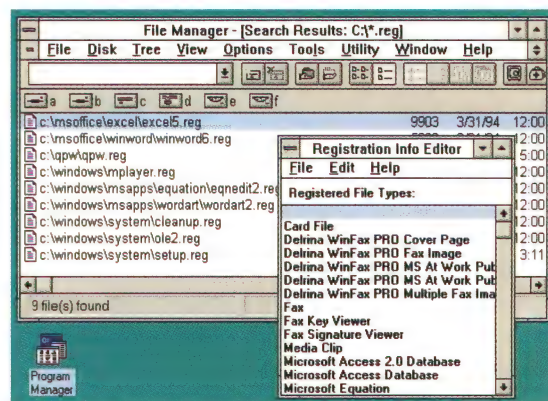 File Manager - [Search Results: C:\*.reg]
File Disk Tree View Options Tools Utility Window Help
a b c d e f
c:\msoffice\excel\excel5.reg 9903 3/31/94 12:00
c:\msoffice\winword\winword6.reg 12:00
c:\qpw\qpw.reg 5:00
c:\windows\mplayer.reg 12:00
c:\windows\msapps\equation\eqnedit2.reg 12:00
c:\windows\msapps\wordart\wordart2.reg 12:00
c:\windows\system\cleanup.reg 12:00
c:\windows\system\ole2.reg 12:00
c:\windows\system\setup.reg 3:11
9 file(s) found
Registration Info Editor
File Edit Help
Registered File Types:
Card File
Delrina WinFax PRO Cover Page
Delrina WinFax PRO Fax Image
Delrina WinFax PRO MS At Work Pub
Delrina WinFax PRO MS At Work Pub
Delrina WinFax PRO Multiple Fax Ima
Fax
Fax Key Viewer
Fax Signature Viewer
Media Clip
Microsoft Access 2.0 Database
Microsoft Access Database
Microsoft Equation
Program
Manager